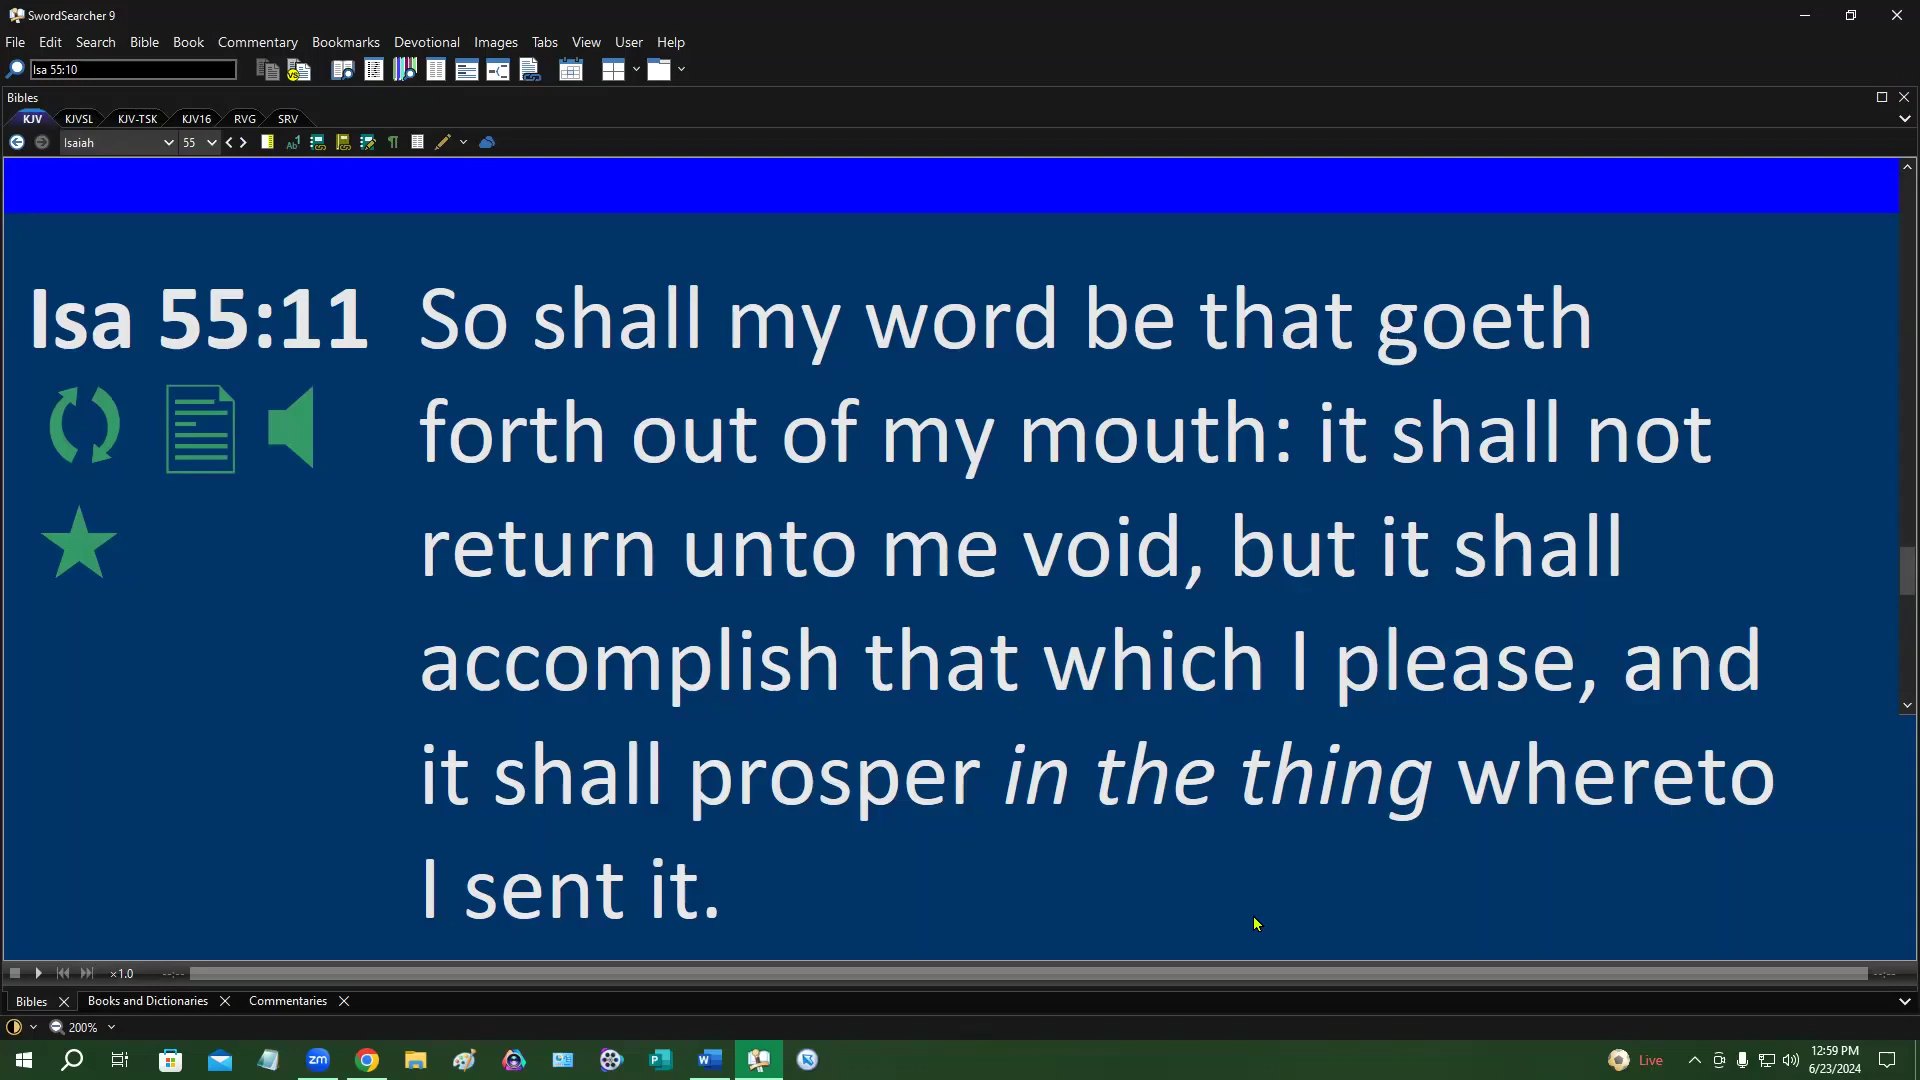 SwordSearcher 9
File Edit Search Bible Book Commentary Bookmarks Devotional Images Tabs View User Help
Isa 55:10
Bibles
KJV KJVSL KJV-TSK KJV16 RVG SRV
Isaiah 55
Isa 55:11 So shall my word be that goeth
forth out of my mouth: it shall not
return unto me void, but it shall
accomplish that which I please, and
it shall prosper in the thing whereto
I sent it.
×1.0 --:-- --:--
Bibles Books and Dictionaries Commentaries
200%
Live
12:59 PM
6/23/2024